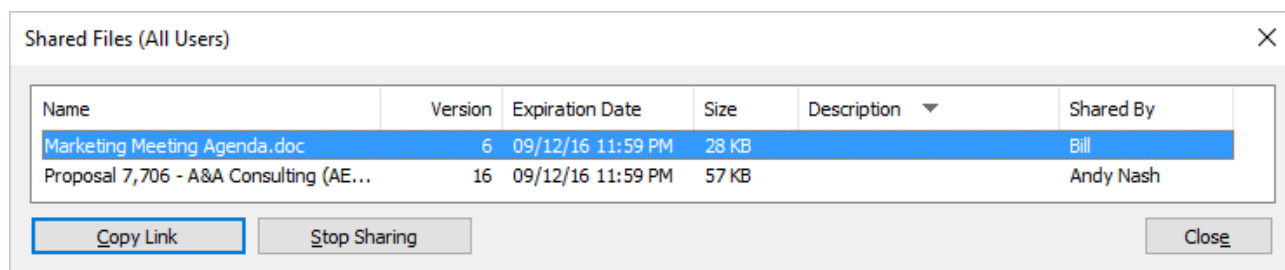 Shared Files (All Users)
Name Version Expiration Date Size Description Shared By
Marketing Meeting Agenda.doc 6 09/12/16 11:59 PM 28 KB Bill
Proposal 7,706 - A&A Consulting (AE... 16 09/12/16 11:59 PM 57 KB Andy Nash
Copy Link Stop Sharing Close